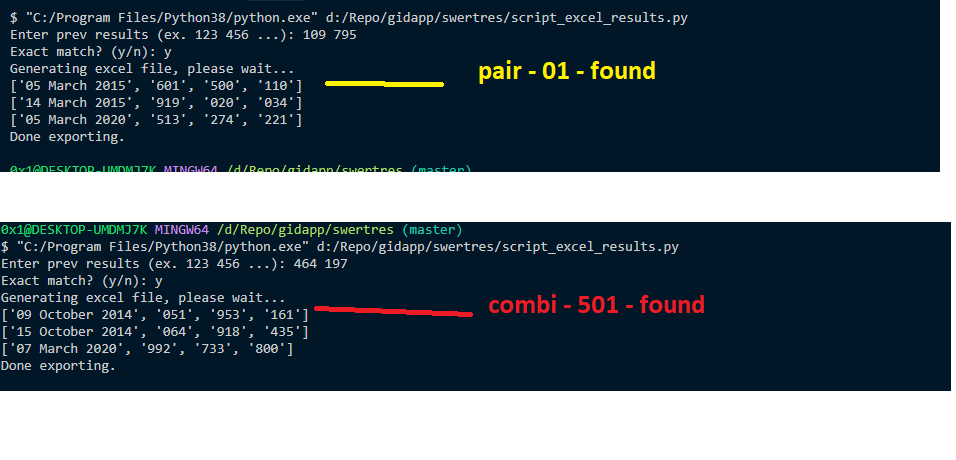 $ "C:/Program Files/Python38/python.exe" d:/Repo/gidapp/swertres/script_excel_results.py
Enter prev results (ex. 123 456 ...): 109 795
Exact match? (y/n): y
Generating excel file, please wait...
['05 March 2015', '601', '500', '110']
['14 March 2015', '919', '020', '034']
['05 March 2020', '513', '274', '221']
Done exporting.
pair - 01 - found
0x1@DESKTOP-UMDMJ7K MINGW64 /d/Repo/gidapp/swertres (master)
0x1@DESKTOP-UMDMJ7K MINGW64 /d/Repo/gidapp/swertres (master)
$ "C:/Program Files/Python38/python.exe" d:/Repo/gidapp/swertres/script_excel_results.py
Enter prev results (ex. 123 456 ...): 464 197
Exact match? (y/n): y
Generating excel file, please wait...
['09 October 2014', '051', '953', '161']
['15 October 2014', '064', '918', '435']
['07 March 2020', '992', '733', '800']
Done exporting.
combi - 501 - found